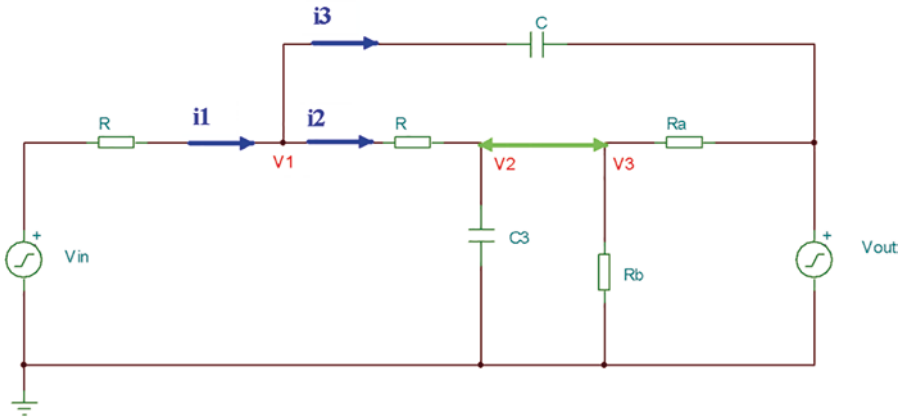 i3
C
R
i1
i2
R
Ra
V1
V2
V3
+
Vin
C3
Rb
+
Vout